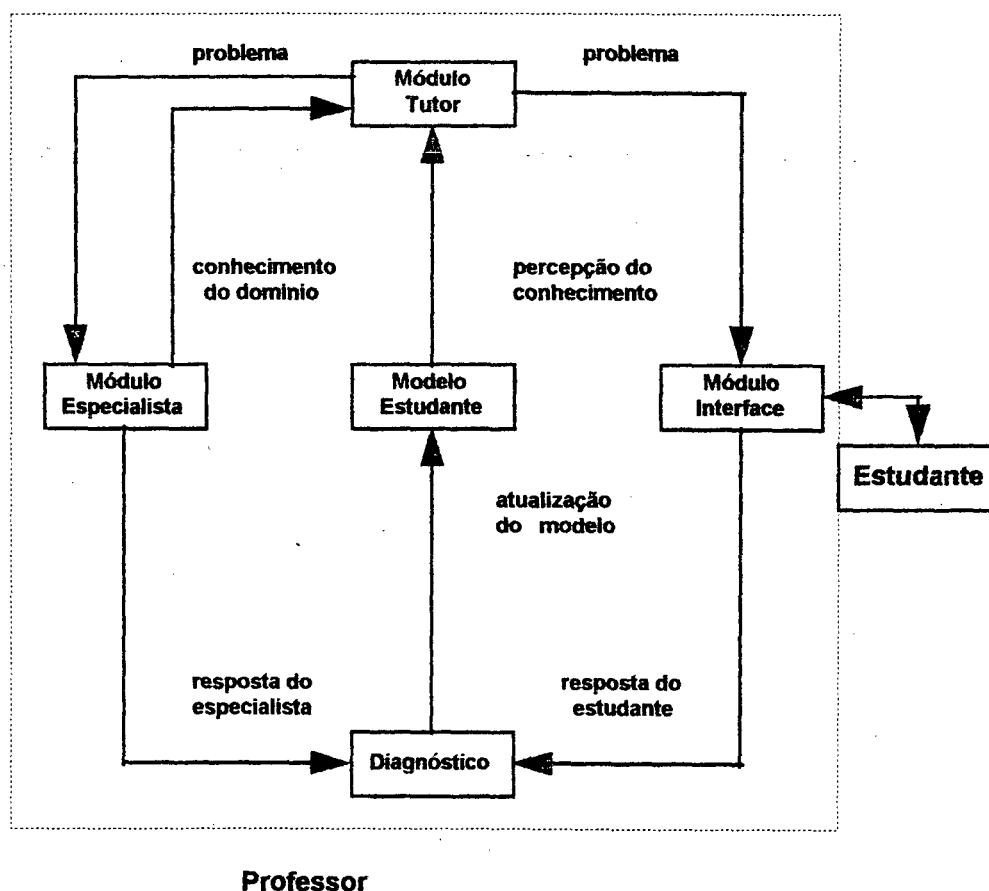 problema
problema
Módulo
Tutor
conhecimento
do domínio
percepção do
conhecimento
Módulo
Especialista
Modelo
Estudante
Módulo
Interface
Estudante
atualização
do modelo
resposta do
especialista
resposta do
estudante
Diagnóstico
Professor